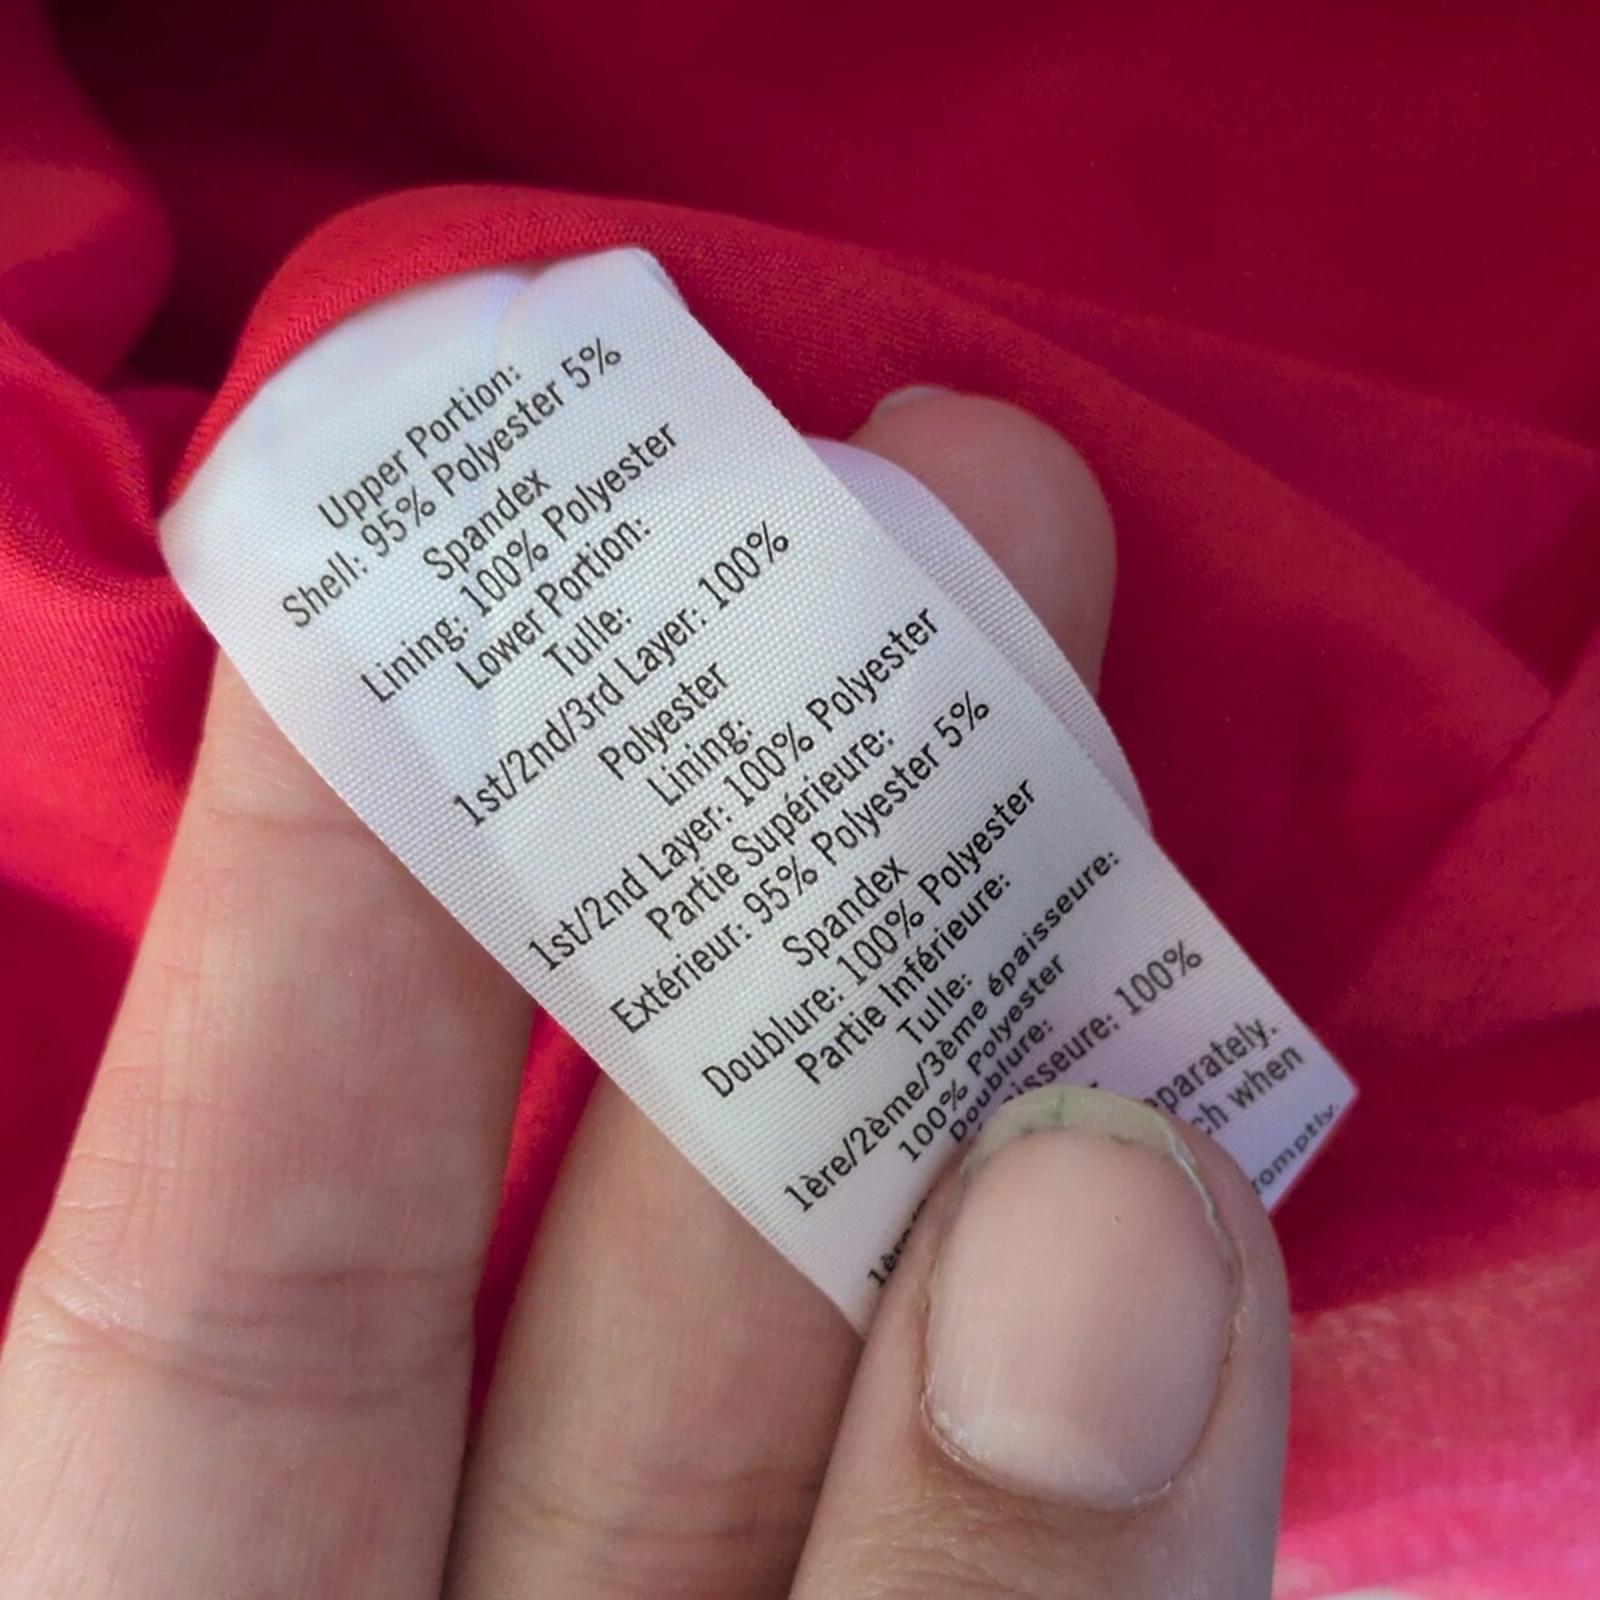 Upper Portion:
Shell: 95% Polyester 5%
Spandex
Lining: 100% Polyester
Lower Portion:
Tulle:
1st/2nd/3rd Layer: 100%
Polyester
Lining:
1st/2nd Layer: 100% Polyester
Partie Supérieure:
Extérieur: 95% Polyester 5%
Spandex
Doublure: 100% Polyester
Partie Inférieure:
Tulle:
1ère/2ème/3ème épaisseure:
100% Polyester
Doublure:
100%
when